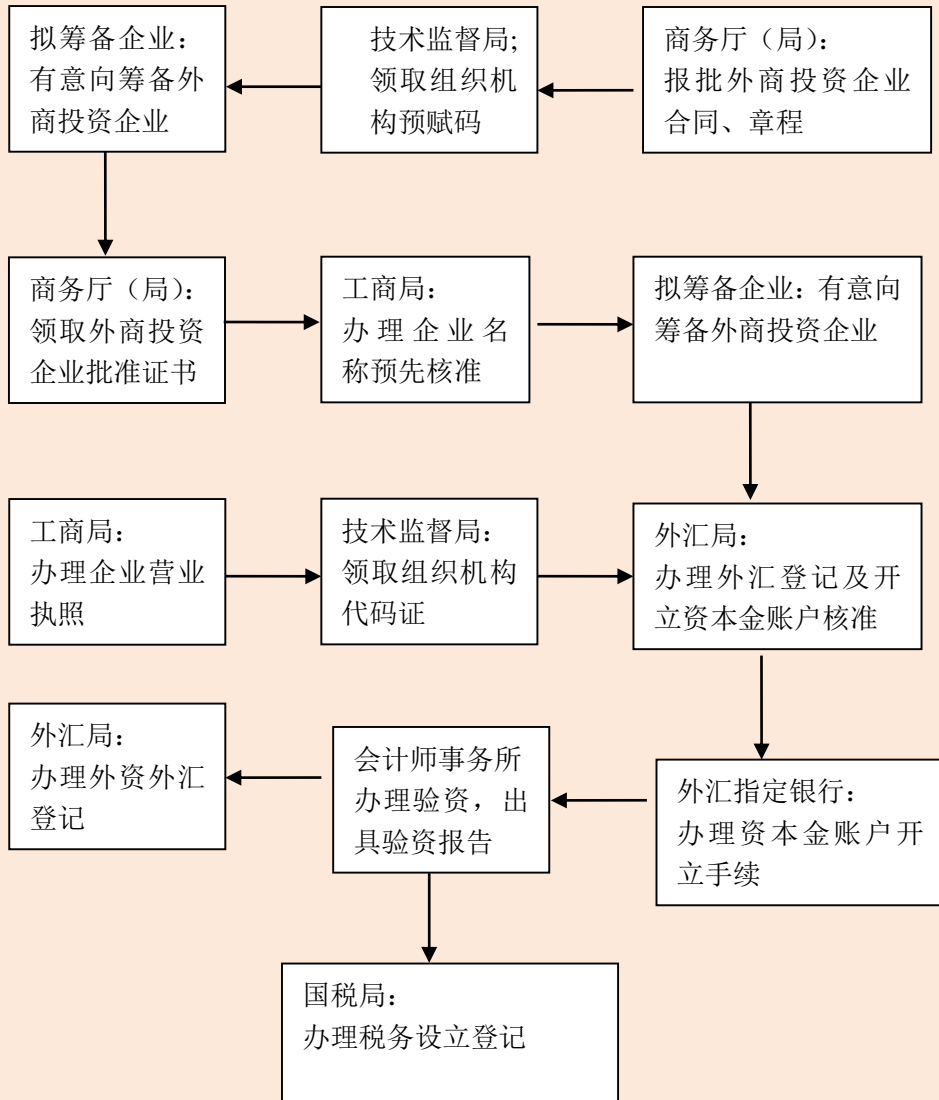 拟筹备企业：
有意向筹备外
商投资企业
技术监督局;
领取组织机
构预赋码
商务厅（局）：
报批外商投资企业
合同、章程
商务厅（局）：
领取外商投资
企业批准证书
工商局：
办理企业名
称预先核准
拟筹备企业：有意向
筹备外商投资企业
工商局：
办理企业营业
执照
技术监督局：
领取组织机构
代码证
外汇局：
办理外汇登记及开
立资本金账户核准
外汇局：
办理外资外汇
登记
会计师事务所
办理验资，出
具验资报告
外汇指定银行：
办理资本金账户开
立手续
国税局：
办理税务设立登记